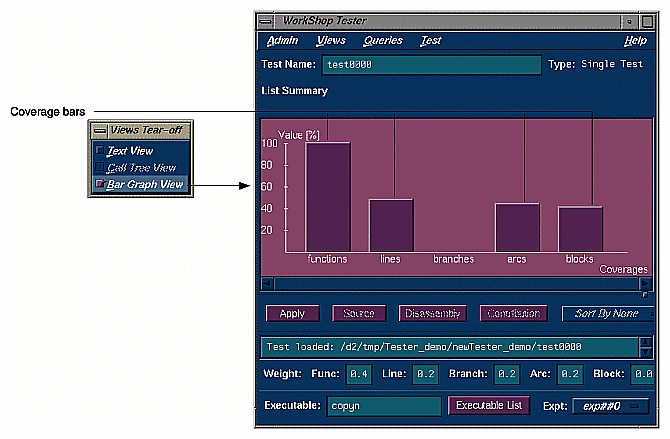 WorkShop Tester
Admin Views Queries Test Help
Test Name: test0000 Type: Single Test
List Summary
Coverage bars
Views Tear-off
Text View
Call Tree View
Bar Graph View
Value [%]
100
80
60
40
20
functions lines branches arcs blocks
Coverages
Apply Source Disassembly Contribution Sort By None
Test loaded: /d2/tmp/Tester_demo/newTester_demo/test0000
Weight: Func: 0.4 Line: 0.2 Branch: 0.2 Arc: 0.2 Block: 0.0
Executable: copyn Executable List Expt: exp##0